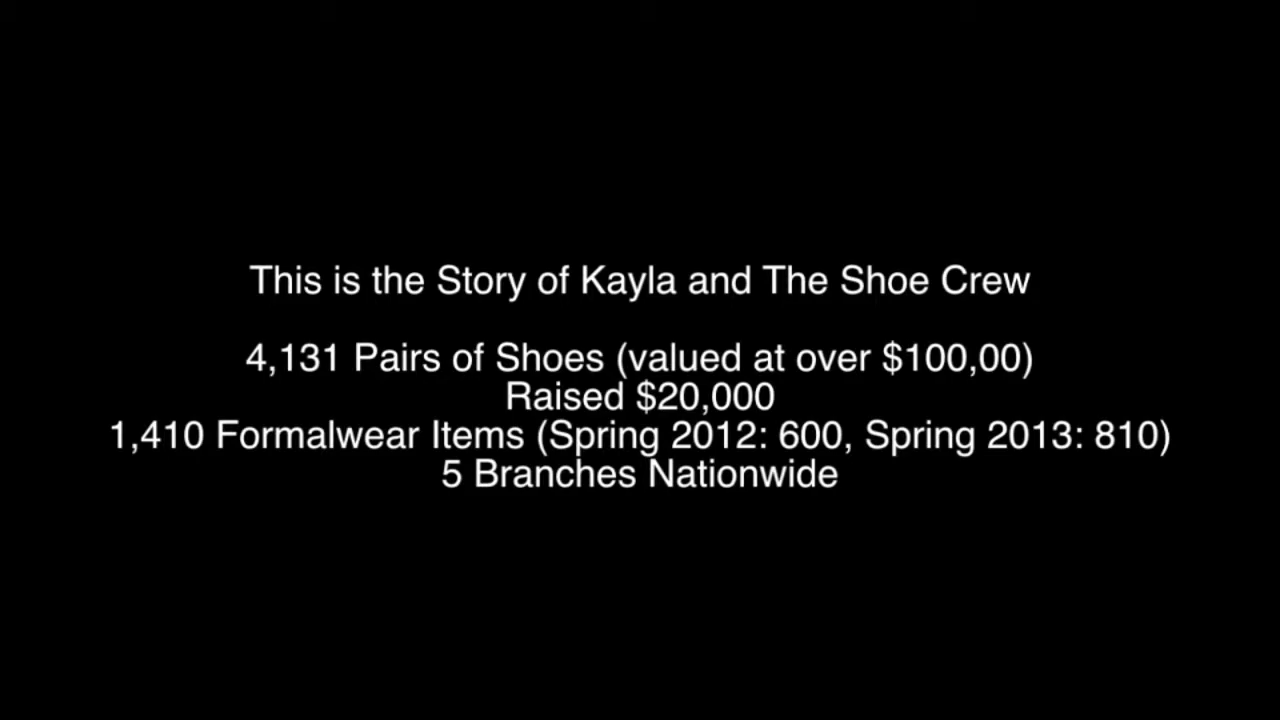 This is the Story of Kayla and The Shoe Crew
4,131 Pairs of Shoes (valued at over $100,00)
Raised $20,000
1,410 Formalwear Items (Spring 2012: 600, Spring 2013: 810)
5 Branches Nationwide